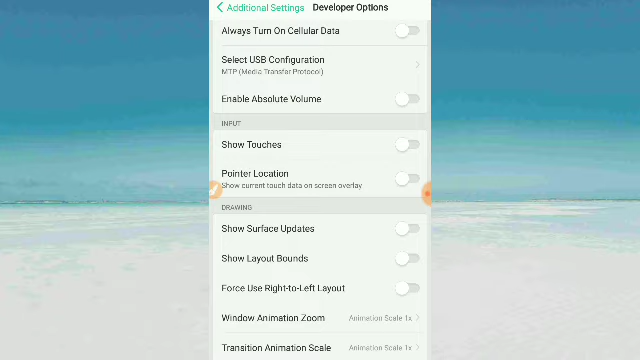 Additional Settings Developer Options
Always Turn On Cellular Data
Select USB Configuration
MTP (Media Transfer Protocol)
Enable Absolute Volume
INPUT
Show Touches
Pointer Location
Show current touch data on screen overlay
DRAWING
Show Surface Updates
Show Layout Bounds
Force Use Right-to-Left Layout
Window Animation Zoom Animation Scale 1x
Transition Animation Scale Animation Scale 1x